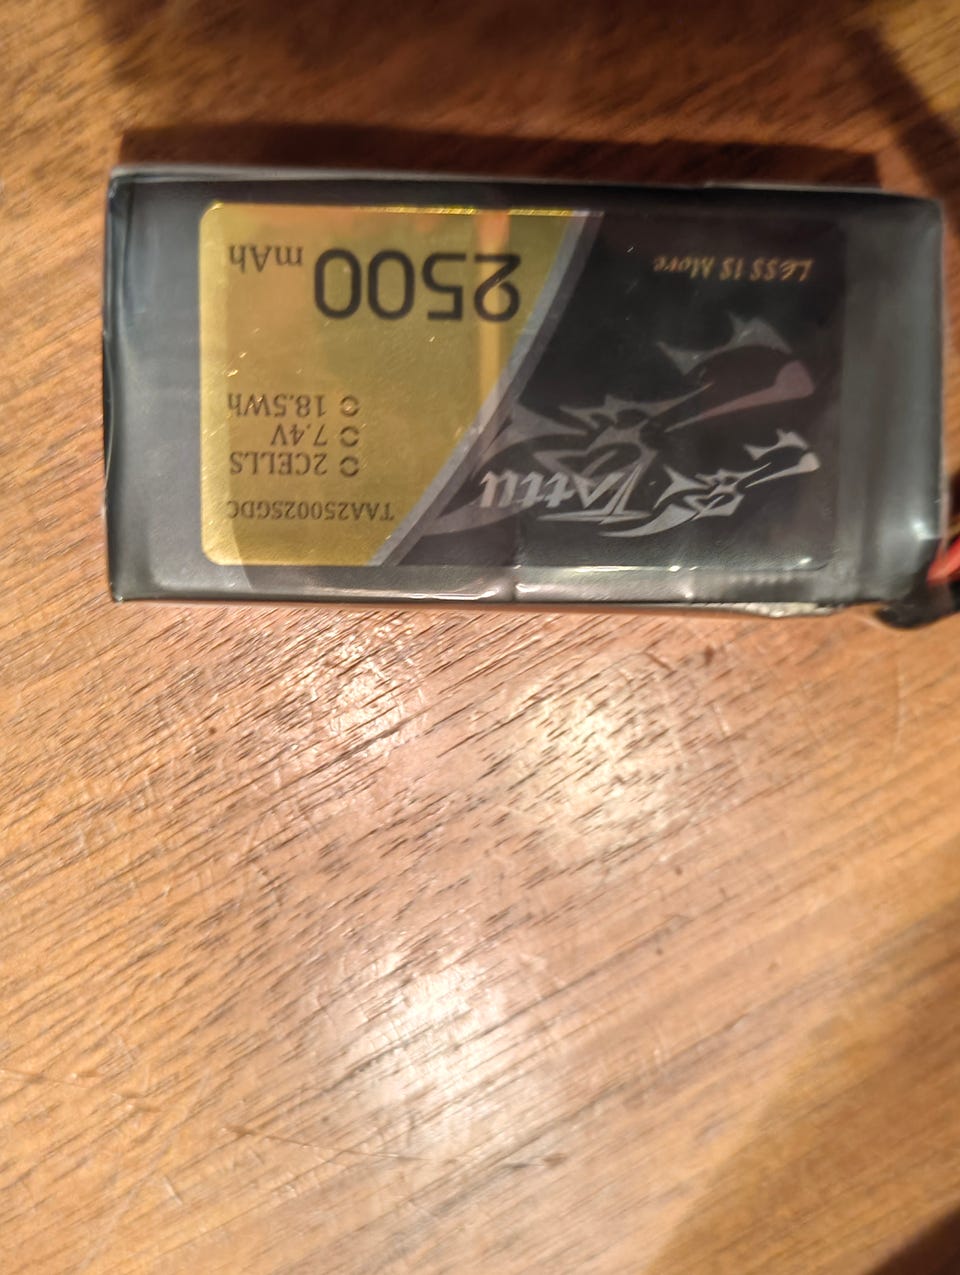 TAA25002SGDC
2CELLS
7.4V
18.5Wh
2500 mAh
Tattu
Less is More